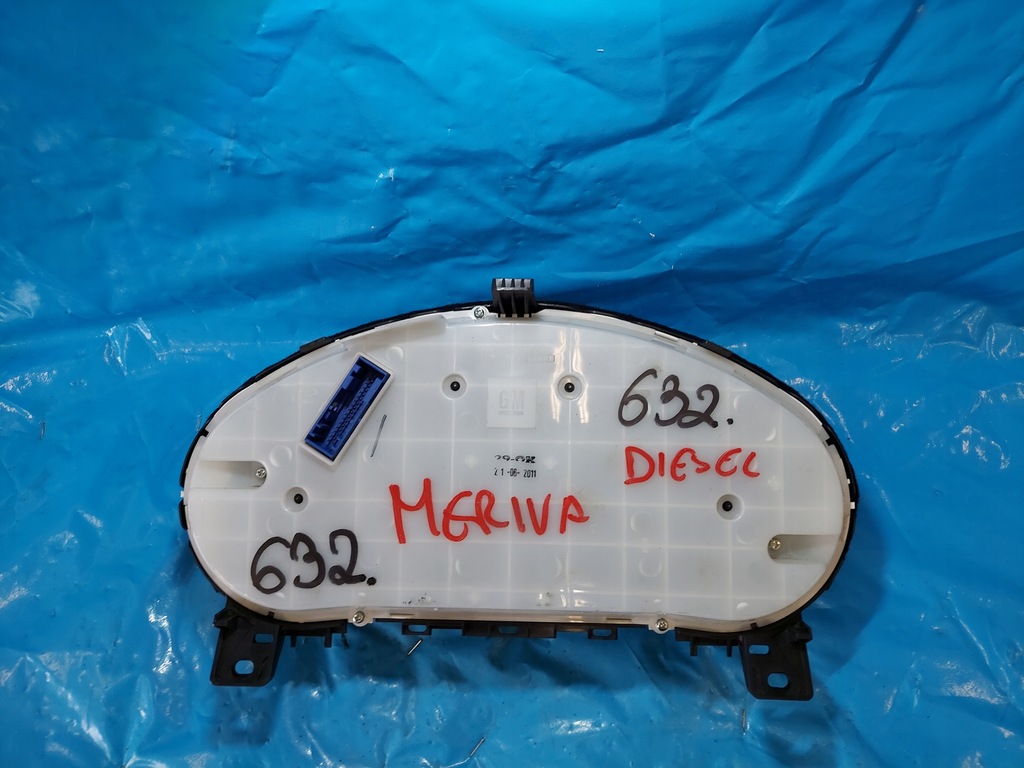 GM
632.
DIESEL
21-06-2011
MERIVA
632.